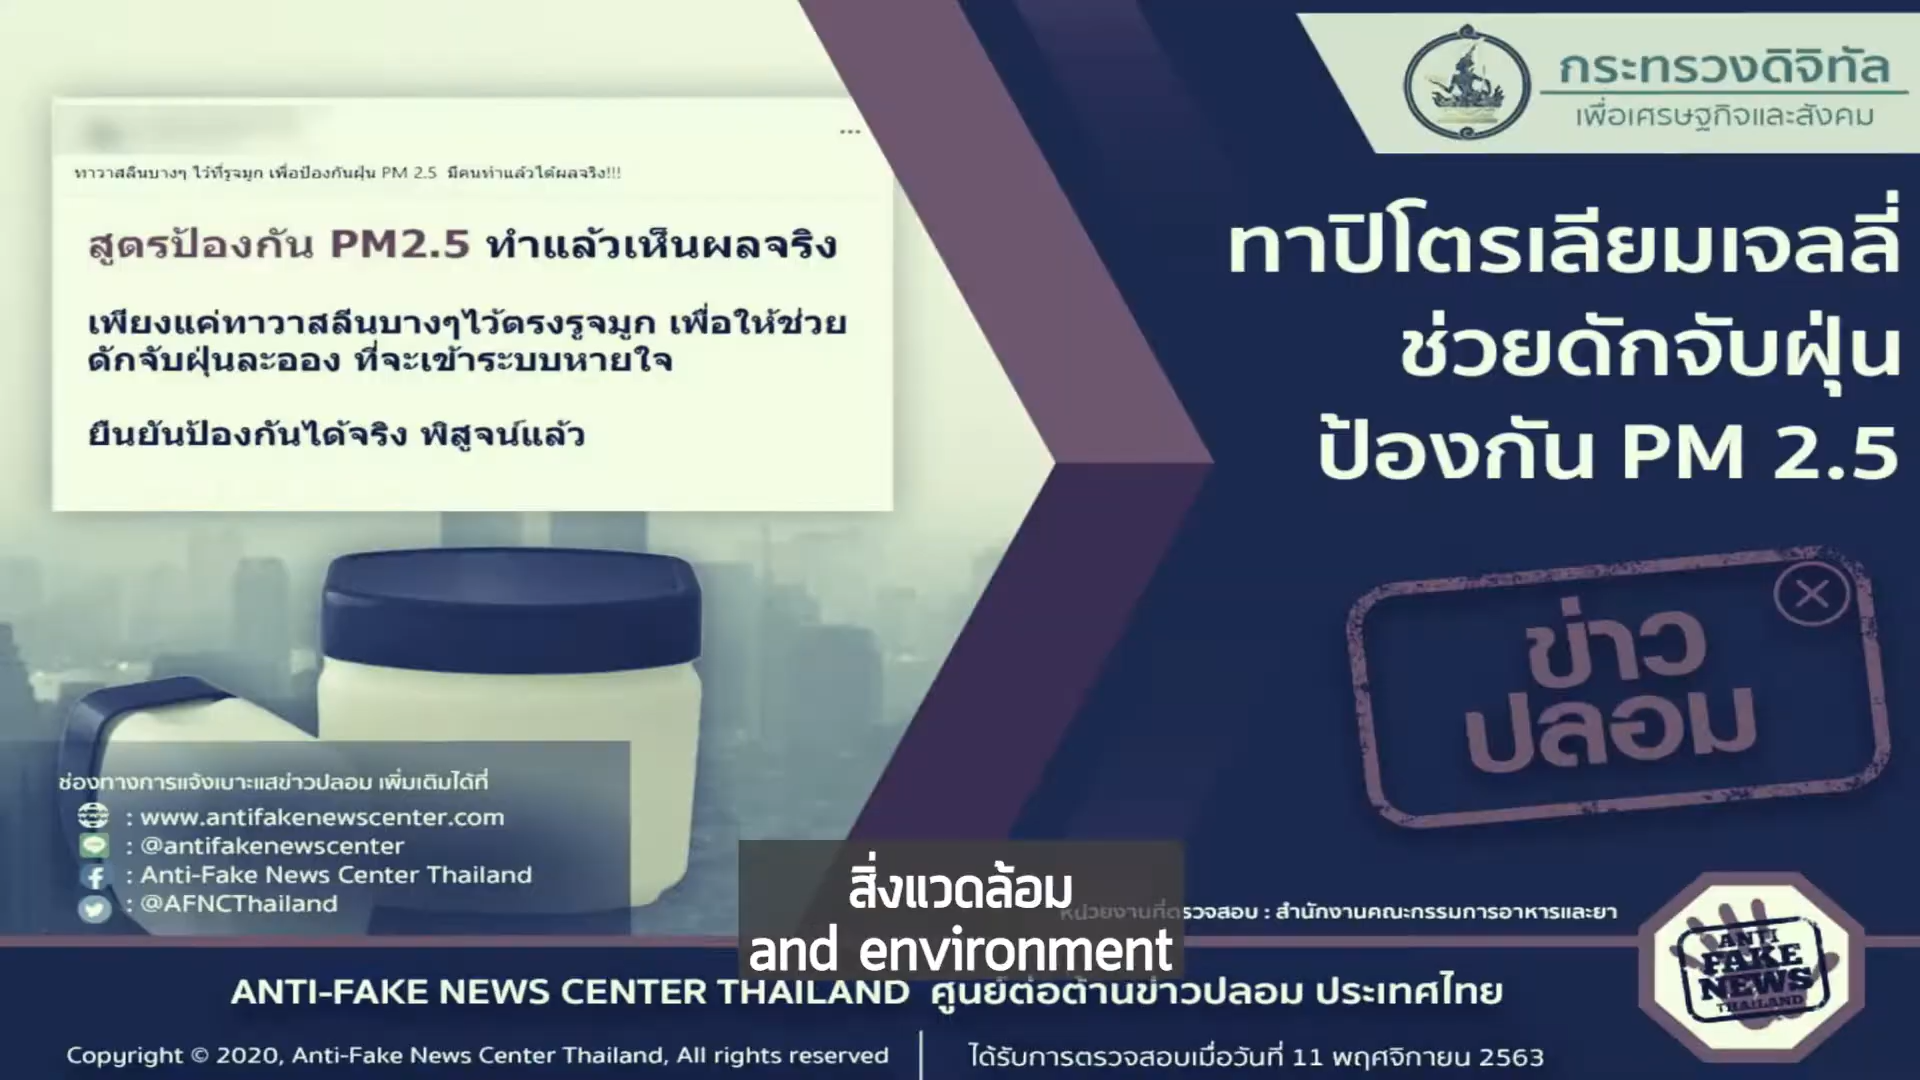 กระทรวงดิจิทัล
เพื่อเศรษฐกิจและสังคม
ทาวาสลีนบางๆ ไว้ที่รูจมูก เพื่อป้องกันฝุ่น PM 2.5 มีคนทำแล้วได้ผลจริง!!!
สูตรป้องกัน PM2.5 ทำแล้วเห็นผลจริง
เพียงแค่ทาวาสลีนบางๆไว้ตรงรูจมูก เพื่อให้ช่วย
ดักจับฝุ่นละออง ที่จะเข้าระบบหายใจ
ยืนยันป้องกันได้จริง พิสูจน์แล้ว
ทาปิโตรเลียมเจลลี่
ช่วยดักจับฝุ่น
ป้องกัน PM 2.5
ข่าว
ปลอม
ช่องทางการแจ้งเบาะแสข่าวปลอม เพิ่มเติมได้ที่
: www.antifakenewscenter.com
: @antifakenewscenter
: Anti-Fake News Center Thailand
: @AFNCThailand
สิ่งแวดล้อม
and environment
หน่วยงานที่ตรวจสอบ : สำนักงานคณะกรรมการอาหารและยา
ANTI
FAKE
NEWS
THAILAND
ANTI-FAKE NEWS CENTER THAILAND ศูนย์ต่อต้านข่าวปลอม ประเทศไทย
Copyright © 2020, Anti-Fake News Center Thailand, All rights reserved
ได้รับการตรวจสอบเมื่อวันที่ 11 พฤศจิกายน 2563